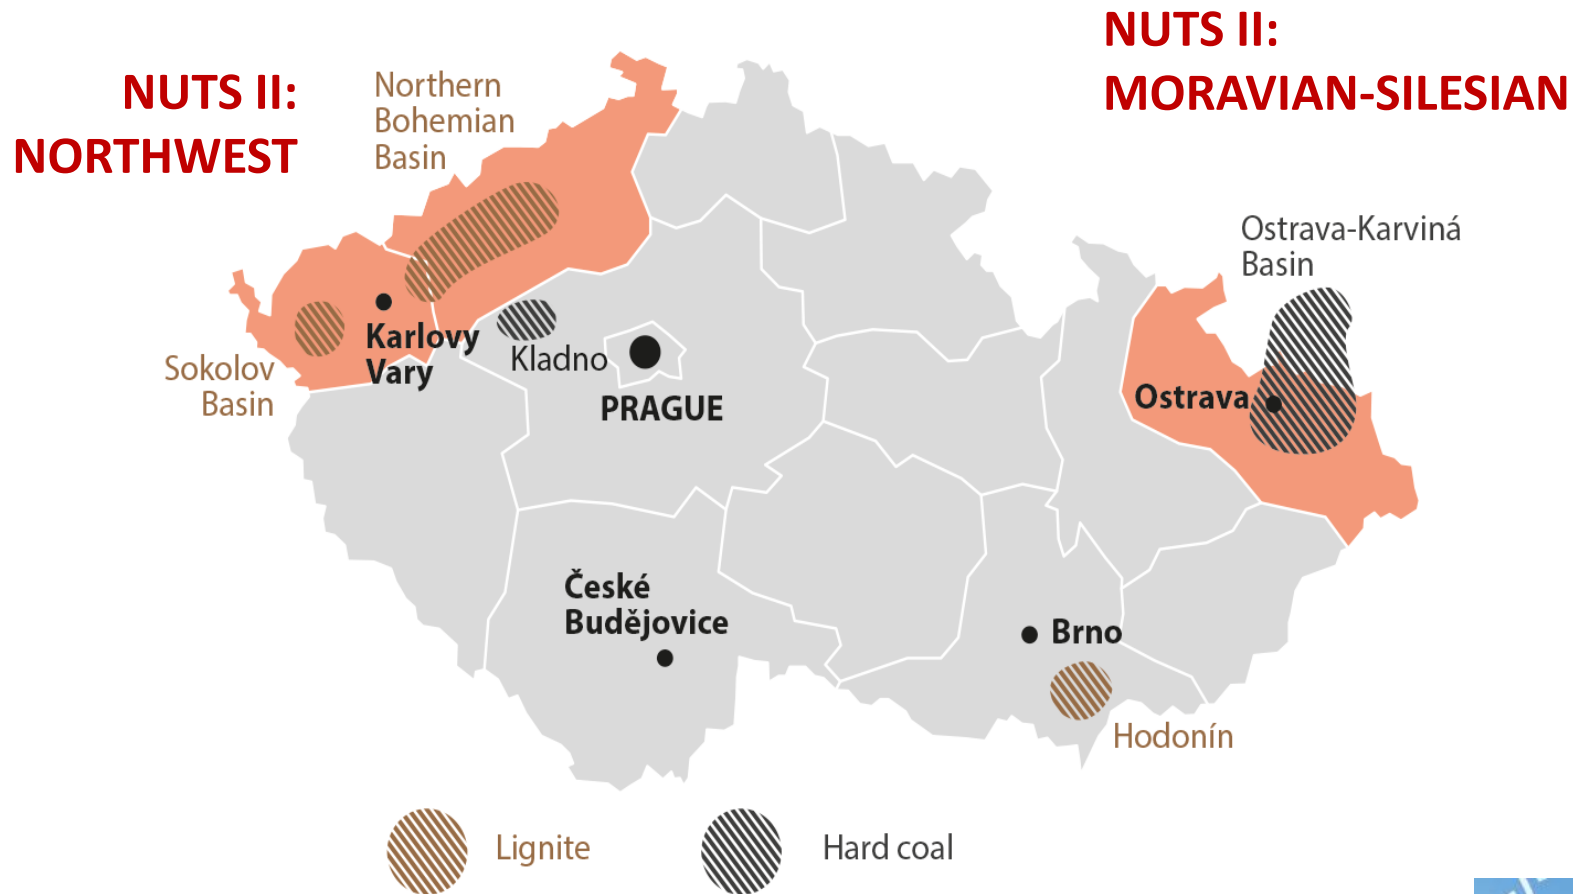 NUTS II:
NORTHWEST
NUTS II:
MORAVIAN-SILESIAN
Northern
Bohemian
Basin
Ostrava-Karviná
Basin
Karlovy
Vary
Sokolov
Basin
Kladno
PRAGUE
Ostrava
České
Budějovice
Brno
Hodonín
Lignite
Hard coal